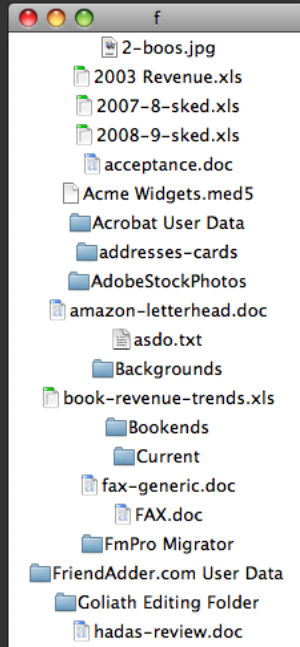 f
2-boos.jpg
2003 Revenue.xls
2007-8-sked.xls
2008-9-sked.xls
acceptance.doc
Acme Widgets.med5
Acrobat User Data
addresses-cards
AdobeStockPhotos
amazon-letterhead.doc
asdo.txt
Backgrounds
book-revenue-trends.xls
Bookends
Current
fax-generic.doc
FAX.doc
FmPro Migrator
FriendAdder.com User Data
Goliath Editing Folder
hadas-review.doc